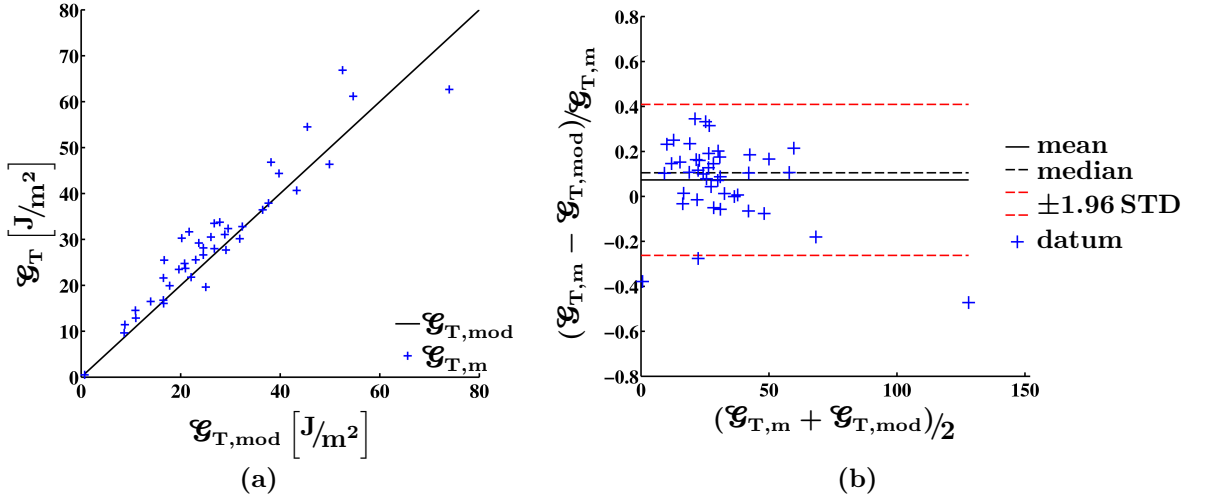 80
70
60
50
40
30
20
10
0
0 20 40 60 80
𝒢T [J/m²]
𝒢T,mod [J/m²]
𝒢T,mod
𝒢T,m
(a)
0.8
0.6
0.4
0.2
0
−0.2
−0.4
−0.6
−0.8
0 50 100 150
(𝒢T,m − 𝒢T,mod)/𝒢T,m
(𝒢T,m + 𝒢T,mod)/2
mean
median
±1.96 STD
datum
(b)